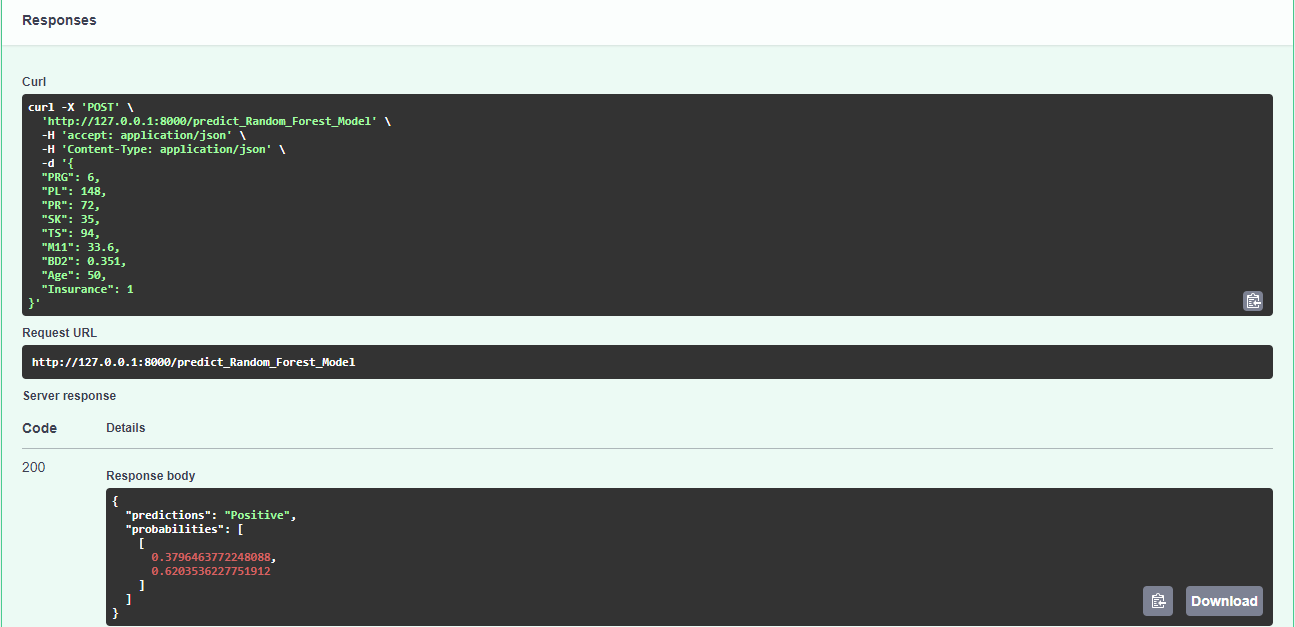 Responses
Curl
curl -X 'POST' \
  'http://127.0.0.1:8000/predict_Random_Forest_Model' \
  -H 'accept: application/json' \
  -H 'Content-Type: application/json' \
  -d '{
  "PRG": 6,
  "PL": 148,
  "PR": 72,
  "SK": 35,
  "TS": 94,
  "M11": 33.6,
  "BD2": 0.351,
  "Age": 50,
  "Insurance": 1
}'
Request URL
http://127.0.0.1:8000/predict_Random_Forest_Model
Server response
Code Details
200
Response body
{
  "predictions": "Positive",
  "probabilities": [
    [
      0.3796463772248088,
      0.6203536227751912
    ]
  ]
}
Download